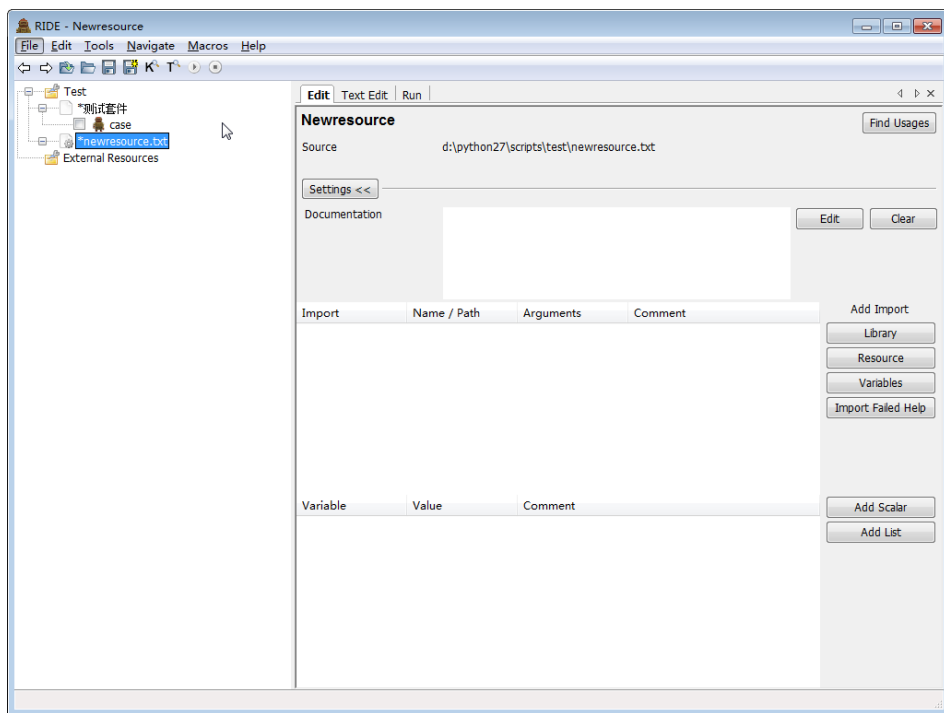 RIDE - Newresource
File Edit Tools Navigate Macros Help
K T
Test
*测试套件
case
*newresource.txt
External Resources
Edit Text Edit Run
Newresource
Find Usages
Source d:\python27\scripts\test\newresource.txt
Settings <<
Documentation
Edit Clear
Import Name / Path Arguments Comment
Add Import
Library
Resource
Variables
Import Failed Help
Variable Value Comment
Add Scalar
Add List